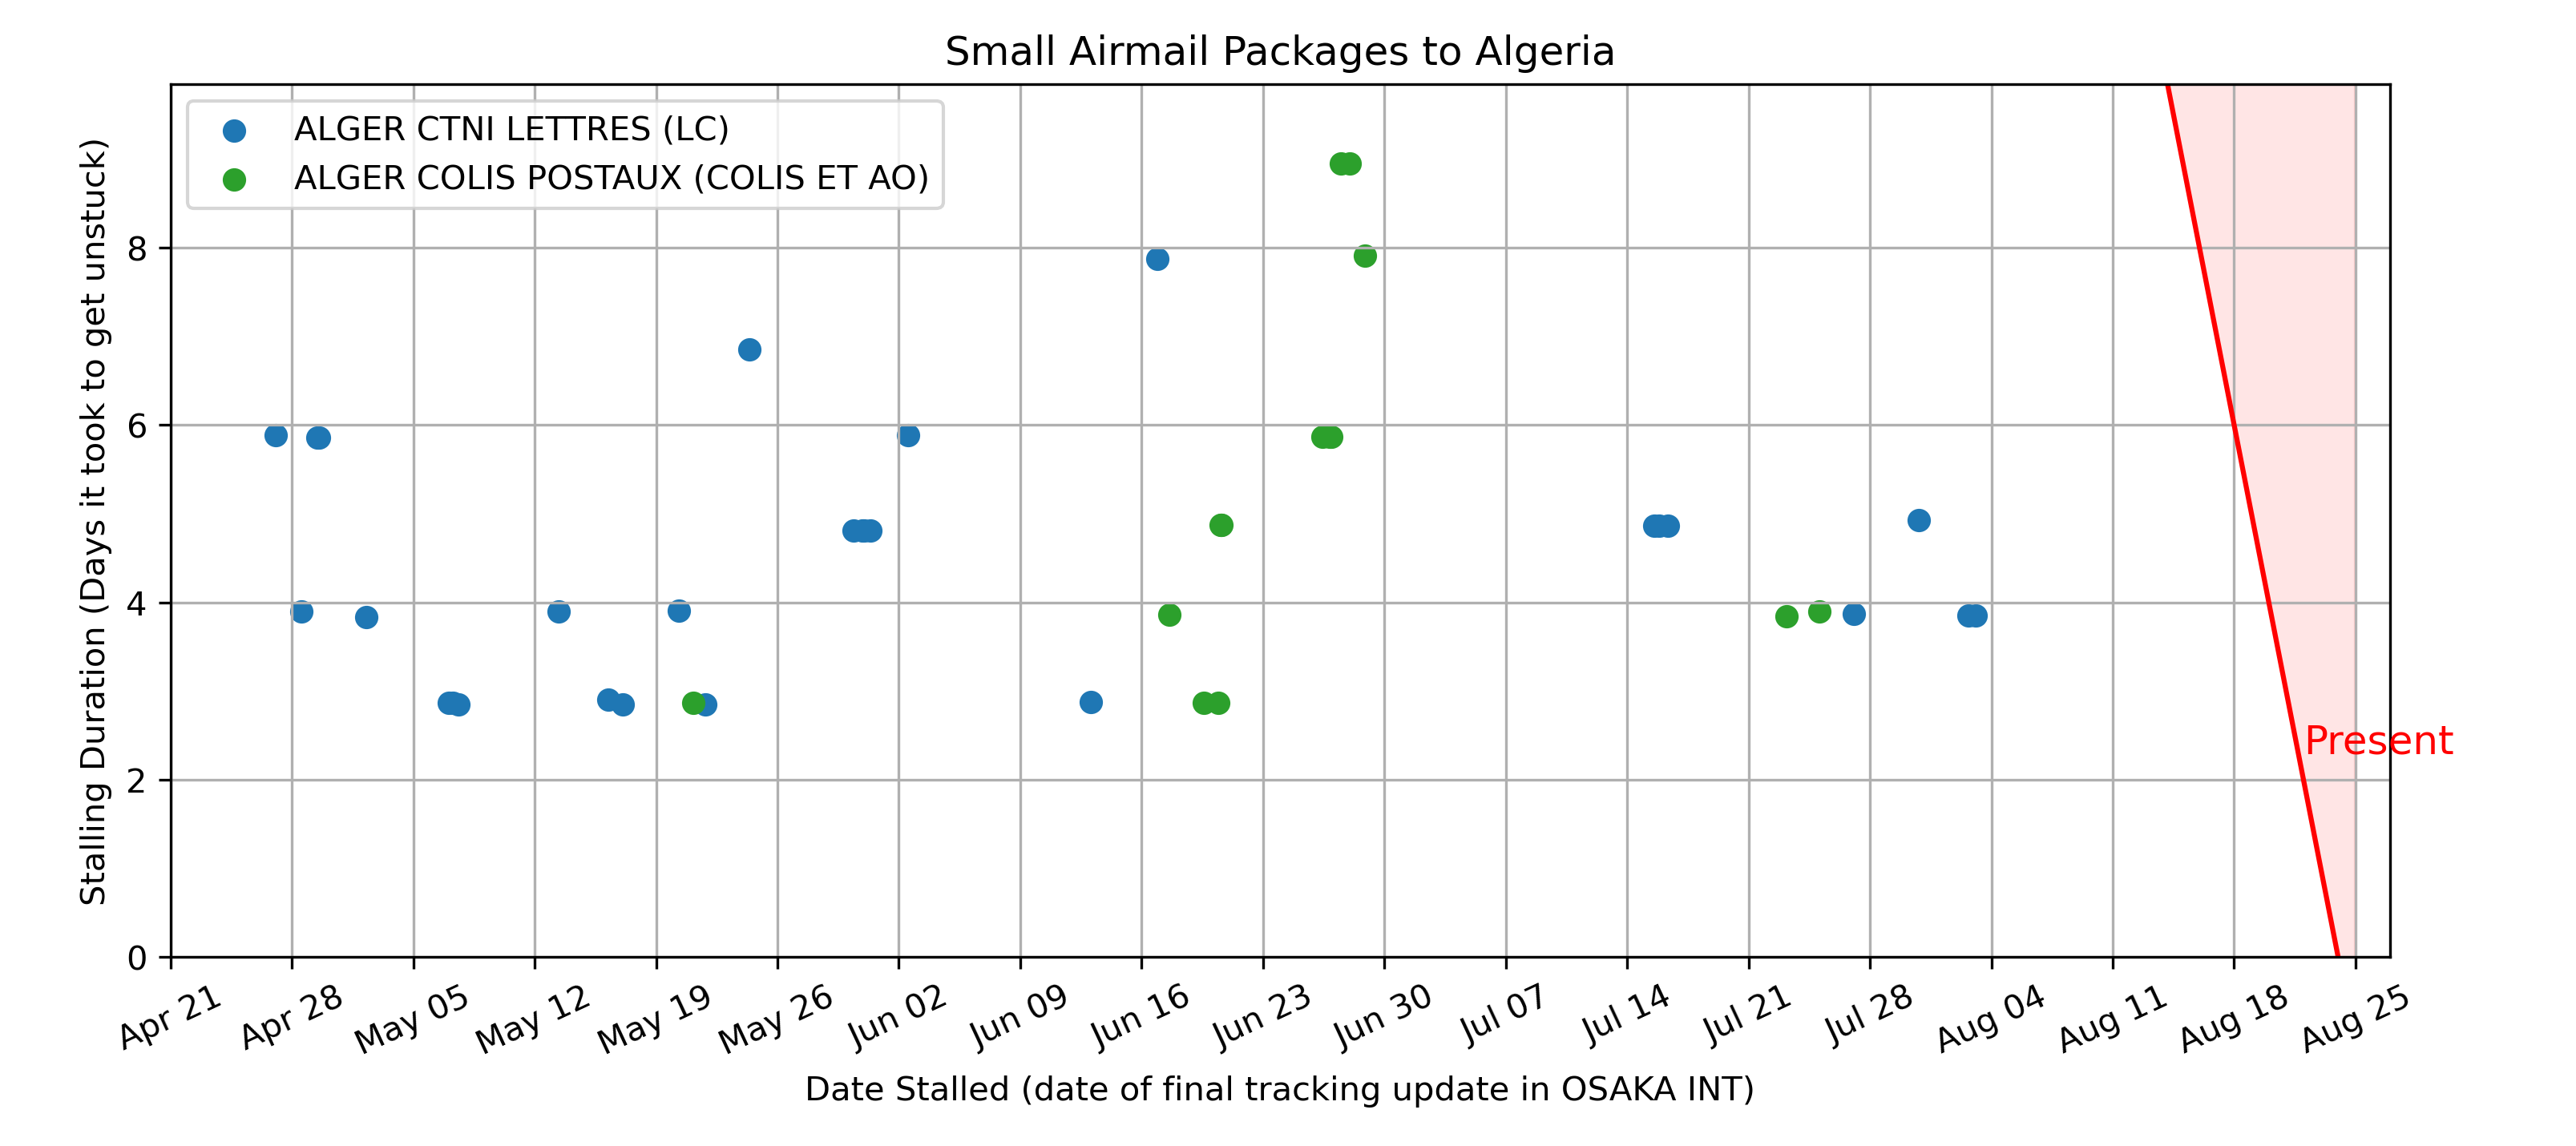 Small Airmail Packages to Algeria
ALGER CTNI LETTRES (LC)
ALGER COLIS POSTAUX (COLIS ET AO)
Stalling Duration (Days it took to get unstuck)
8
6
4
2
0
Present
Apr 21
Apr 28
May 05
May 12
May 19
May 26
Jun 02
Jun 09
Jun 16
Jun 23
Jun 30
Jul 07
Jul 14
Jul 21
Jul 28
Aug 04
Aug 11
Aug 18
Aug 25
Date Stalled (date of final tracking update in OSAKA INT)